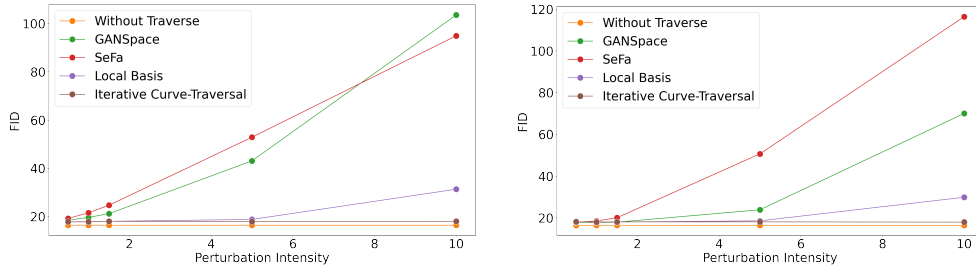 100
80
60
40
20
FID
Without Traverse
GANSpace
SeFa
Local Basis
Iterative Curve-Traversal
2
4
6
8
10
Perturbation Intensity
120
100
80
60
40
20
FID
Without Traverse
GANSpace
SeFa
Local Basis
Iterative Curve-Traversal
2
4
6
8
10
Perturbation Intensity